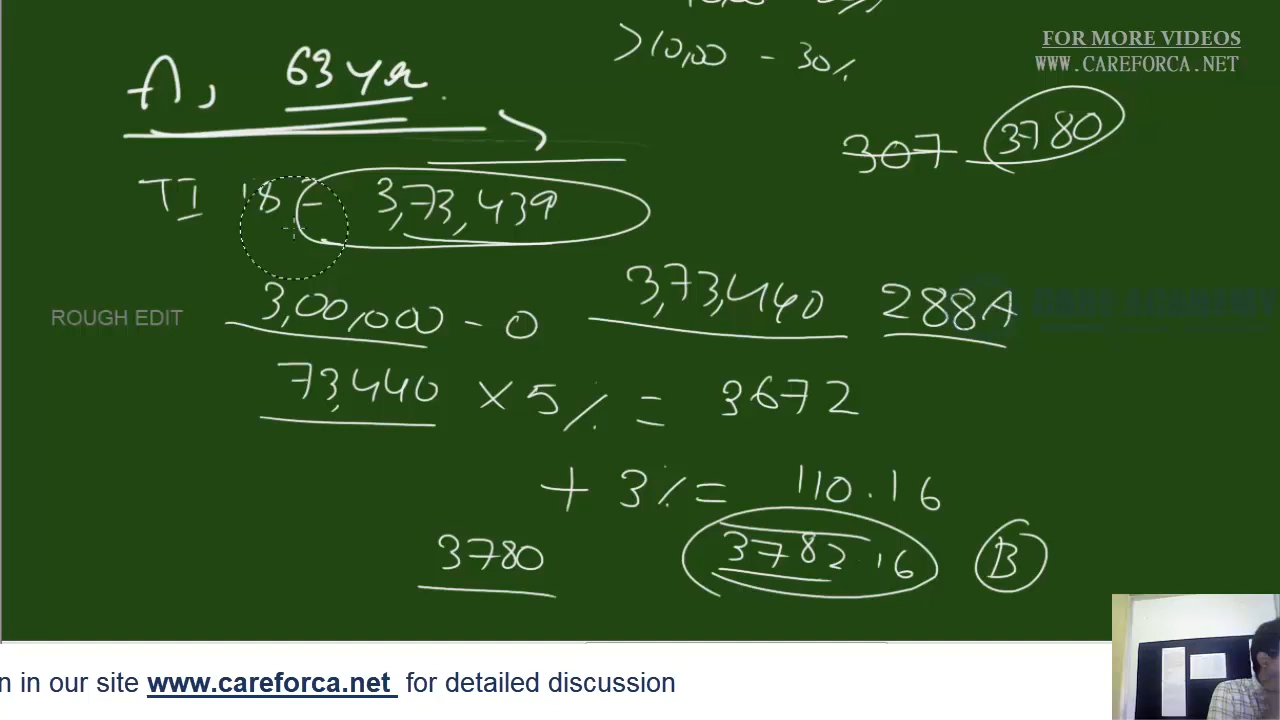 >10,00 - 30%
FOR MORE VIDEOS
WWW.CAREFORCA.NET
A, 63 yr
307 3780
TI is - 3,73,439
3,00,000 - 0 3,73,440 288A
ROUGH EDIT
73,440 × 5% = 3672
+ 3% = 110.16
3780 3782.16 B
n in our site www.careforca.net for detailed discussion